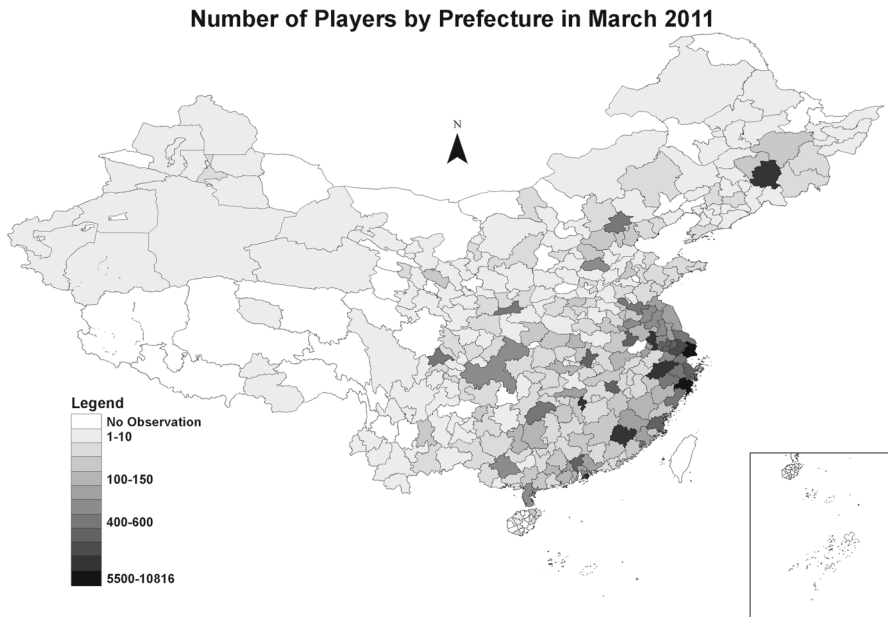 Number of Players by Prefecture in March 2011
N
Legend
No Observation
1-10
100-150
400-600
5500-10816